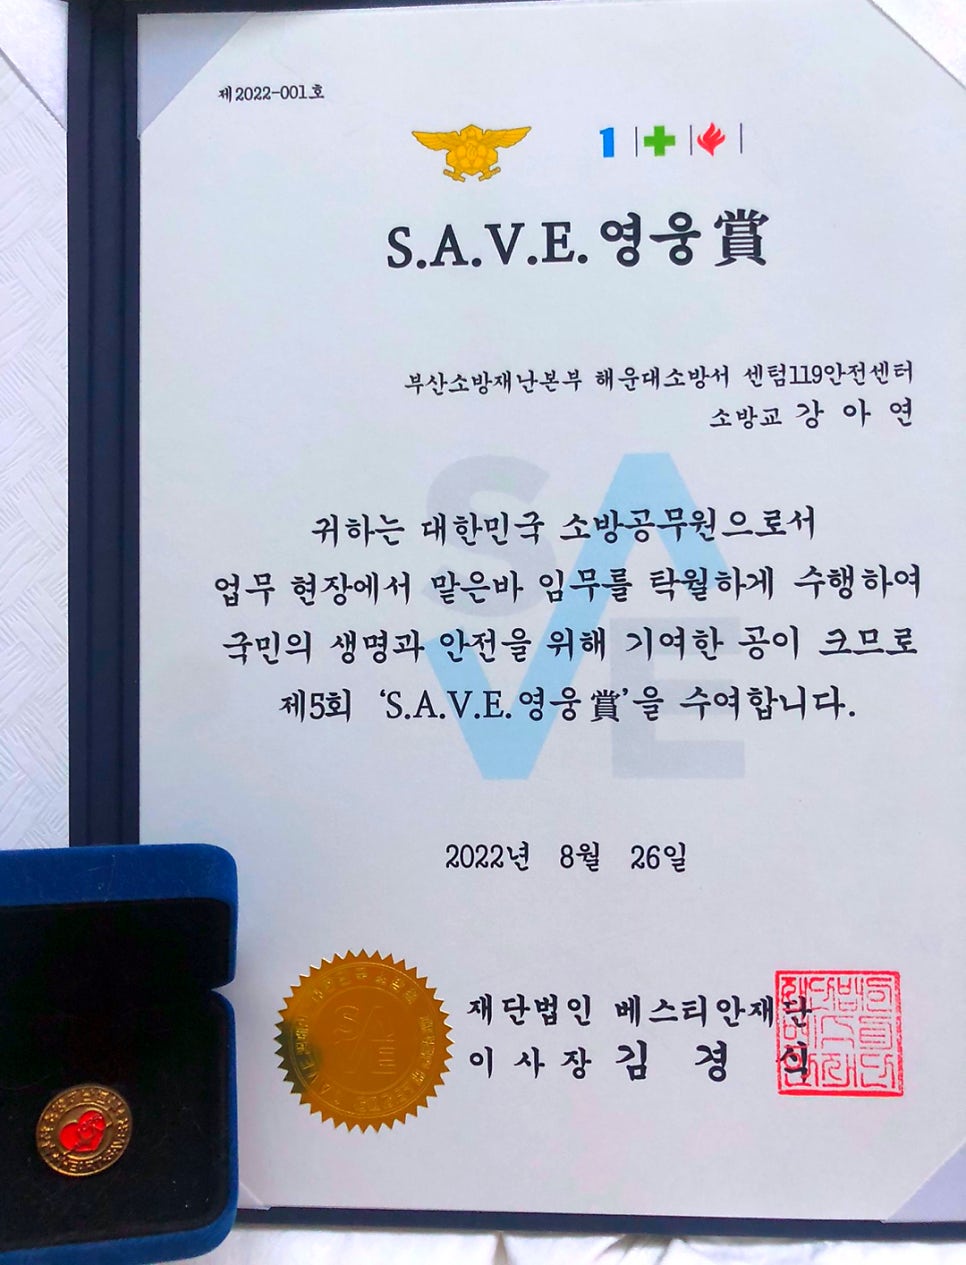 제2022-001호
1
S.A.V.E. 영웅賞
부산소방재난본부 해운대소방서 센텀119안전센터
소방교 강 아 연
SAVE
귀하는 대한민국 소방공무원으로서
업무 현장에서 맡은바 임무를 탁월하게 수행하여
국민의 생명과 안전을 위해 기여한 공이 크므로
제5회 ‘S.A.V.E.영웅賞’을 수여합니다.
2022년 8월 26일
SAVE
재단법인 베스티안재단
이 사 장 김 경 식